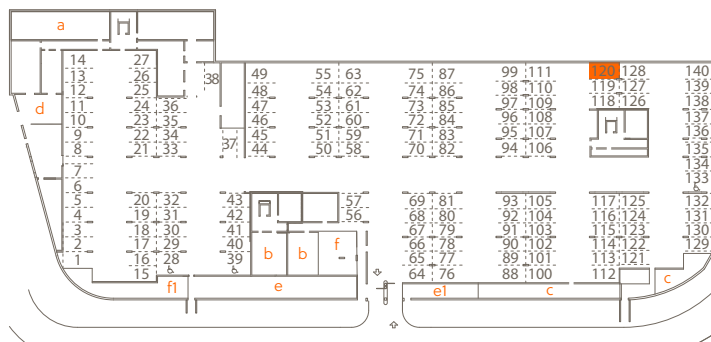 a
14 27 38 49 55 63 75 87 99 111 120 128 140
13 26 48 54 62 74 86 98 110 119 127 139
12 25 47 53 61 73 85 97 109 118 126 138
d 11 24 36 46 52 60 72 84 96 108 137
10 23 35 45 51 59 71 83 95 107 136
9 22 34 37 44 50 58 70 82 94 106 135
8 21 33 134
7 133
6
5 20 32 43 57 69 81 93 105 117 125 132
4 19 31 42 56 68 80 92 104 116 124 131
3 18 30 41 67 79 91 103 115 123 130
2 17 29 40 b b f 66 78 90 102 114 122 129
1 16 28 39 65 77 89 101 113 121
15 64 76 88 100 112 c
f1 e e1 c